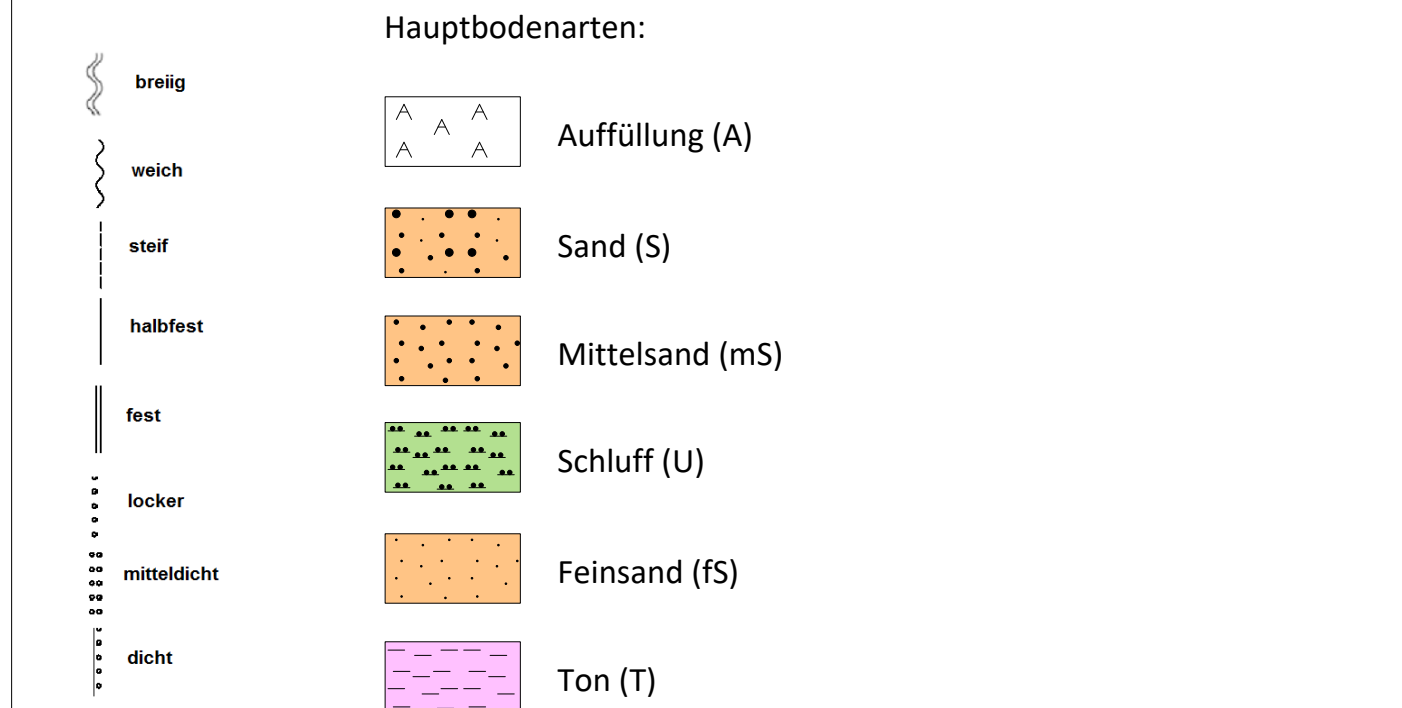 Hauptbodenarten:
breiig
weich
steif
halbfest
fest
locker
mitteldicht
dicht
A A
A
A A
Auffüllung (A)
Sand (S)
Mittelsand (mS)
Schluff (U)
Feinsand (fS)
Ton (T)